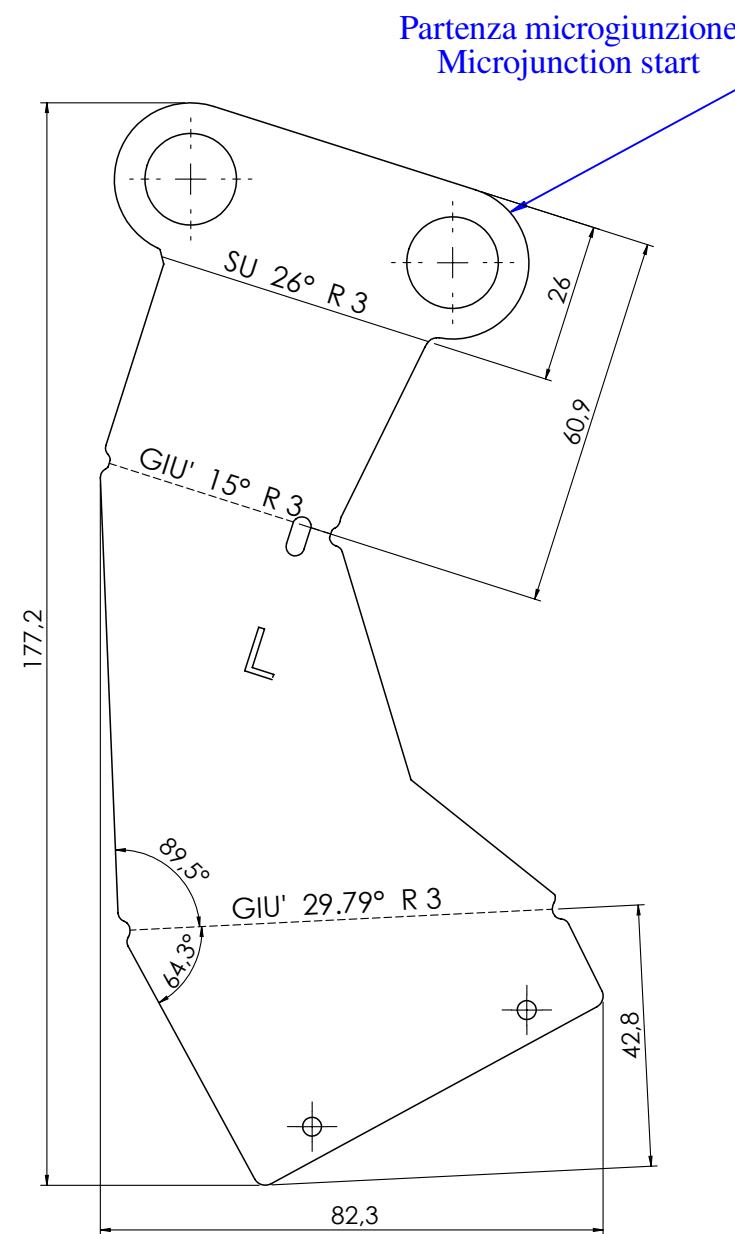 Partenza microgiunzione
Microjunction start
SU 26° R 3
26
60,9
GIU' 15° R 3
177,2
L
89,5°
GIU' 29.79° R 3
64,3°
42,8
82,3